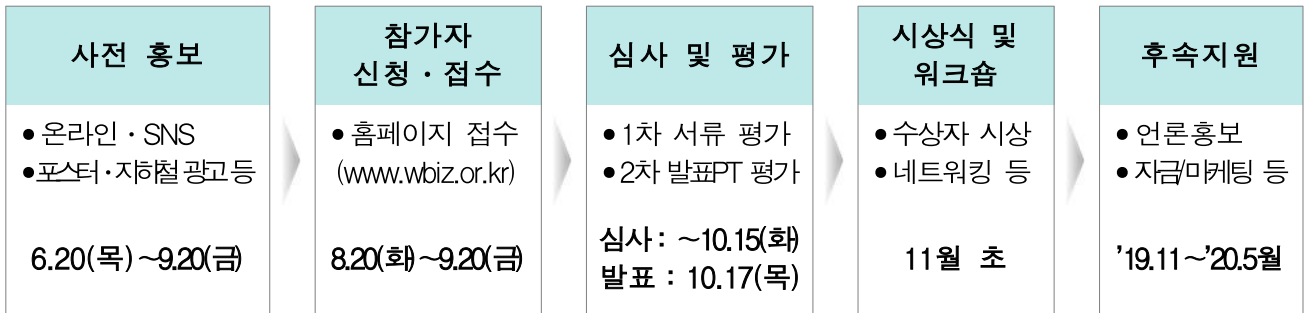 사전 홍보
• 온라인 · SNS
• 포스터 · 지하철 광고 등
6.20(목) ~9.20(금)
참가자
신청 · 접수
• 홈페이지 접수
(www.wbiz.or.kr)
8.20(화)~9.20(금)
심사 및 평가
• 1차 서류 평가
• 2차 발표PT 평가
심사 : ~10.15(화)
발표 : 10.17(목)
시상식 및
워크숍
• 수상자 시상
• 네트워킹 등
11월 초
후속지원
• 언론홍보
• 자금/마케팅 등
’19.11~’20.5월